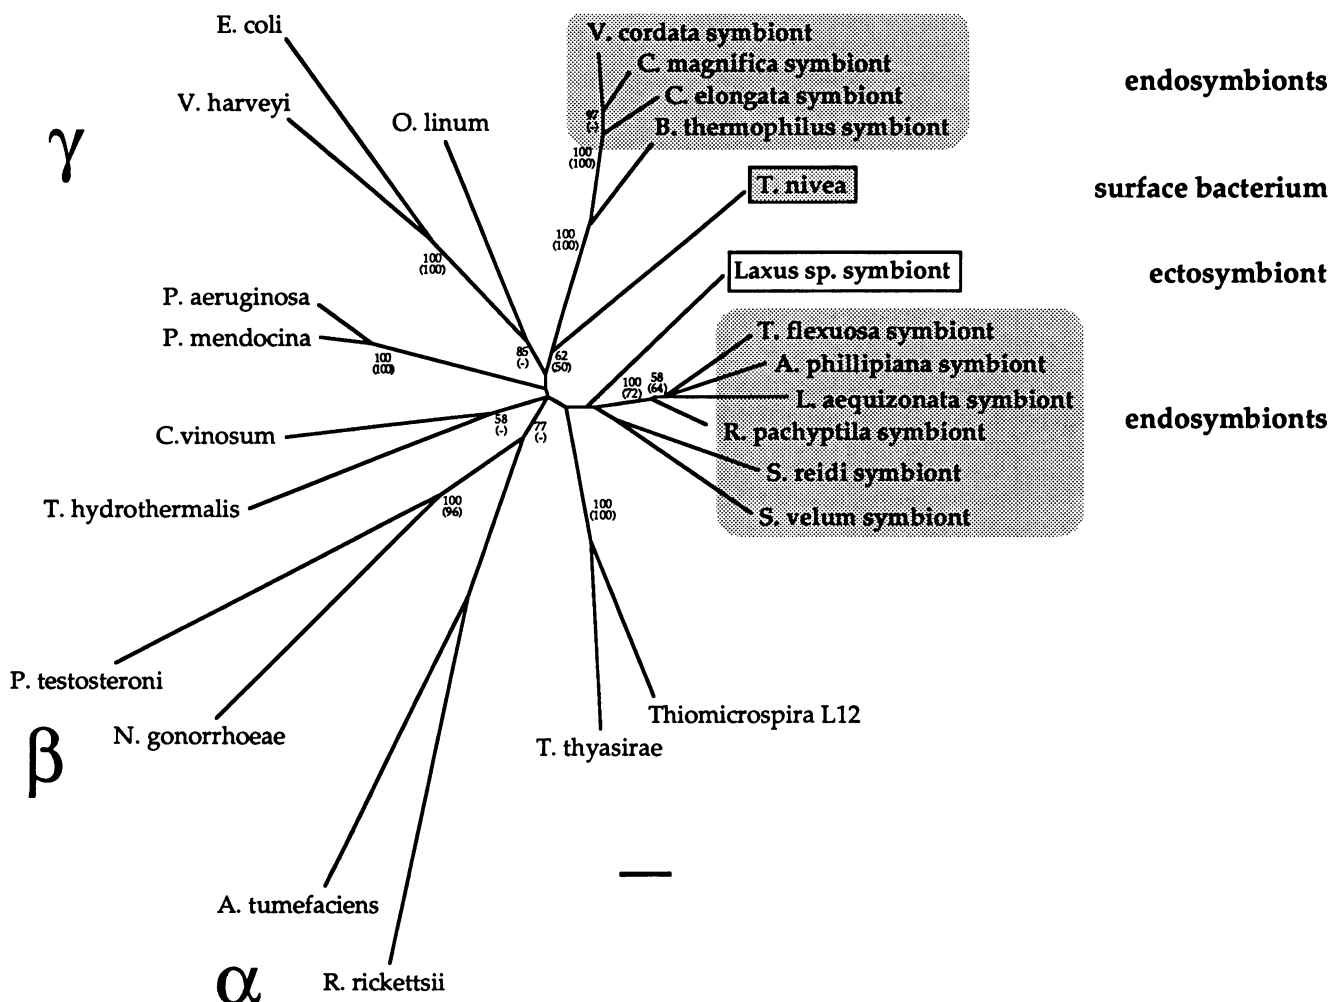 E. coli
V. harveyi
O. linum
γ
V. cordata symbiont
C. magnifica symbiont
C. elongata symbiont
B. thermophilus symbiont
endosymbionts
97
(-)
100
(100)
T. nivea
surface bacterium
100
(100)
100
(100)
Laxus sp. symbiont
ectosymbiont
P. aeruginosa
P. mendocina
100
(100)
85
(-)
62
(50)
T. flexuosa symbiont
A. phillipiana symbiont
L. aequizonata symbiont
R. pachyptila symbiont
S. reidi symbiont
S. velum symbiont
endosymbionts
100
(72)
58
(64)
C.vinosum
58
(-)
77
(-)
T. hydrothermalis
100
(96)
100
(100)
P. testosteroni
N. gonorrhoeae
β
Thiomicrospira L12
T. thyasirae
A. tumefaciens
R. rickettsii
α